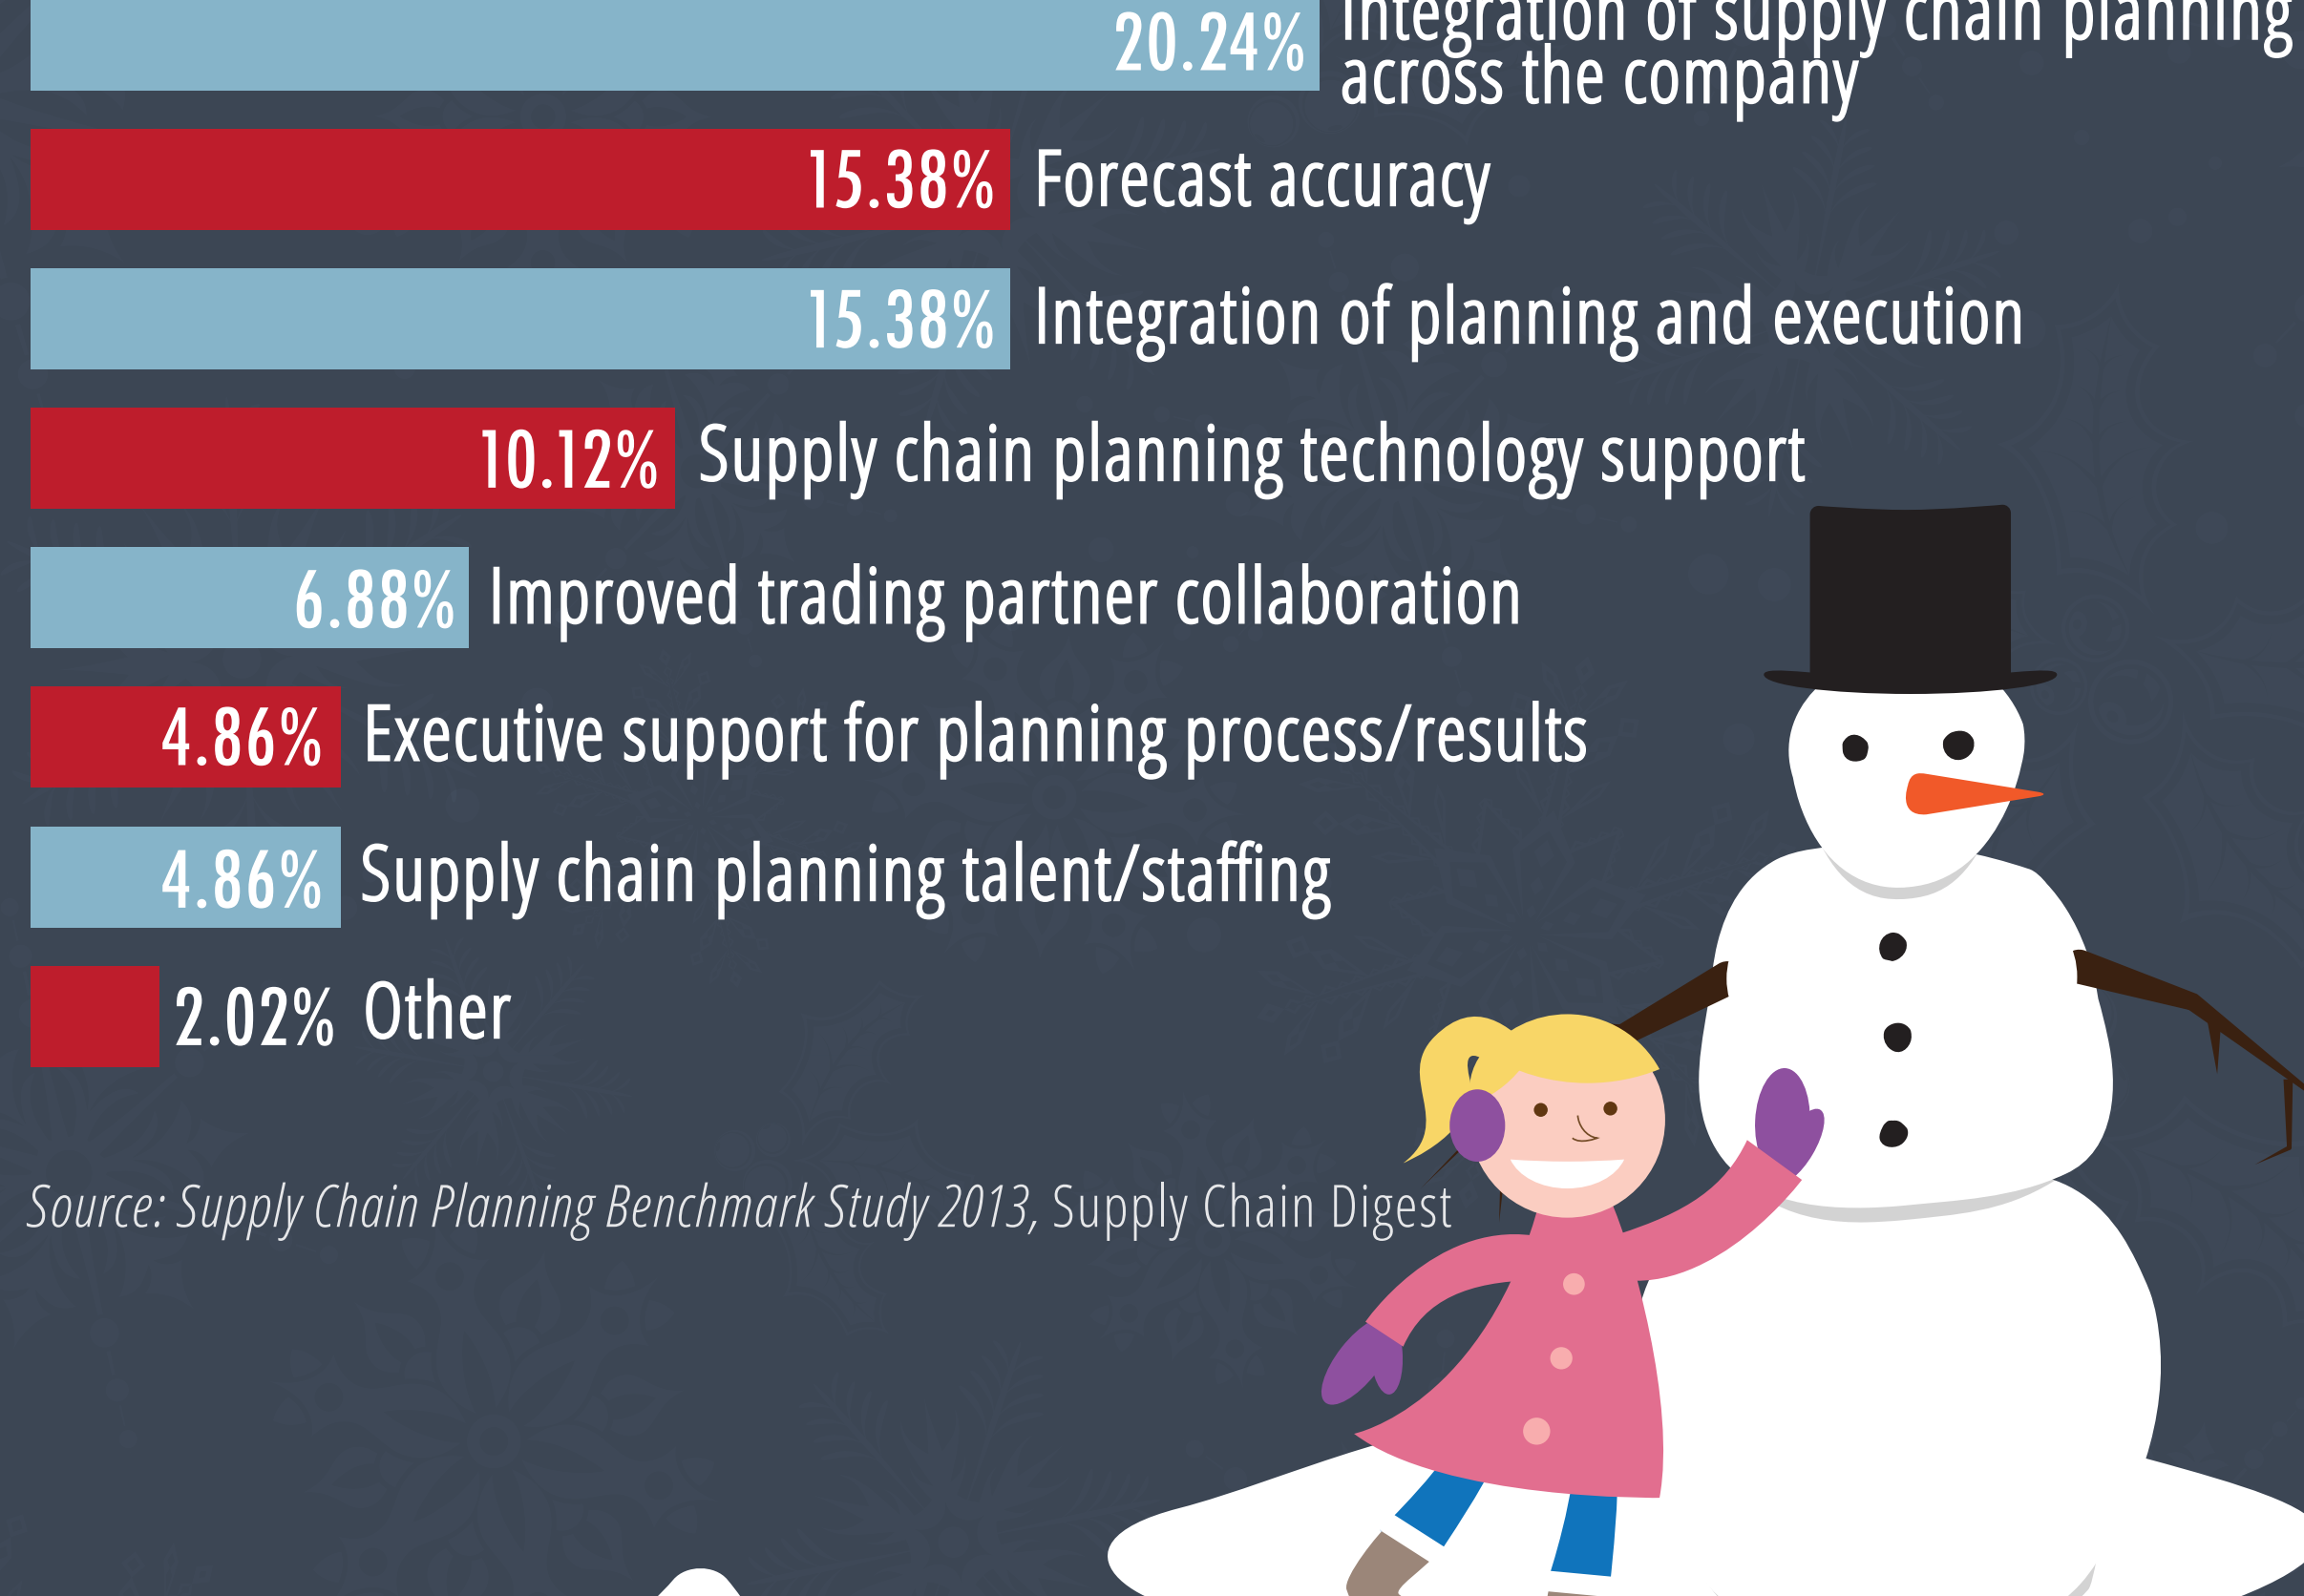 20.24% Integration of supply chain planning
across the company
15.38% Forecast accuracy
15.38% Integration of planning and execution
10.12% Supply chain planning technology support
6.88% Improved trading partner collaboration
4.86% Executive support for planning process/results
4.86% Supply chain planning talent/staffing
2.02% Other
Source: Supply Chain Planning Benchmark Study 2013, Supply Chain Digest